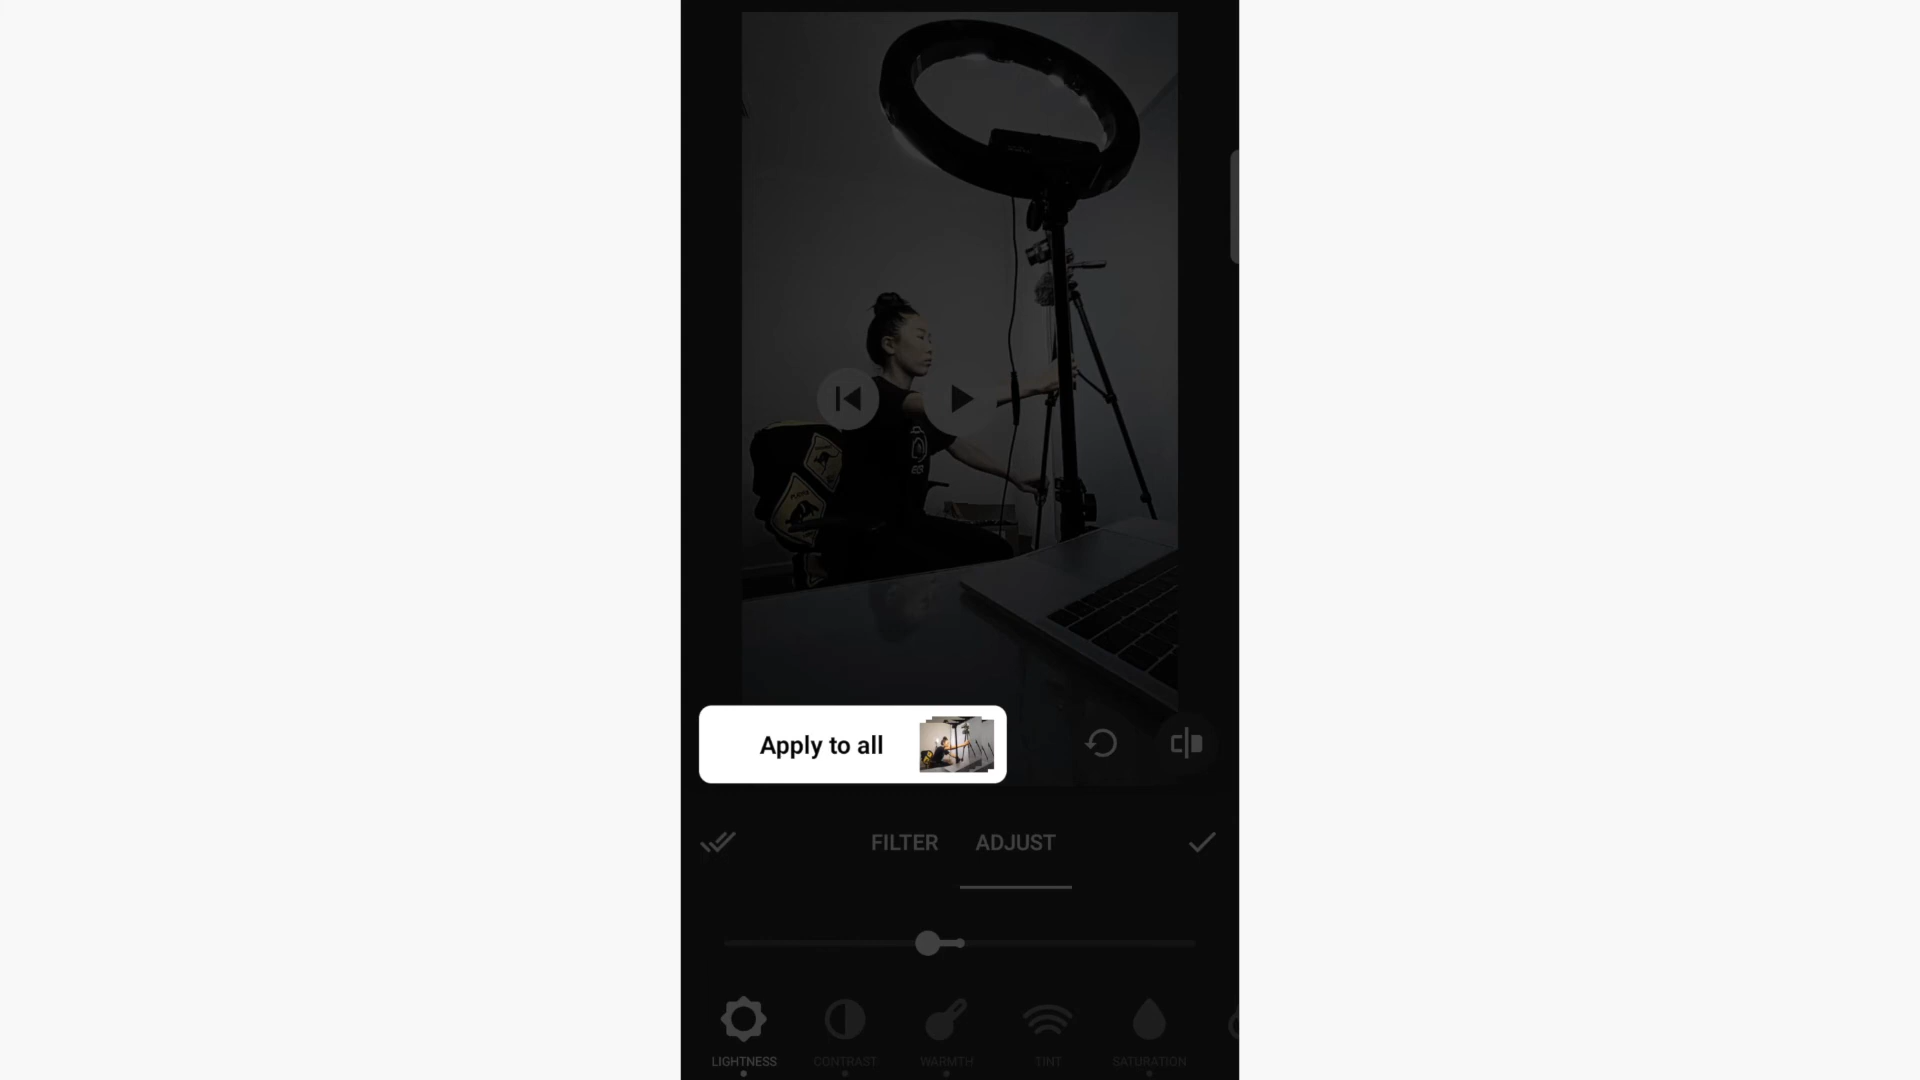 Apply to all
FILTER ADJUST
LIGHTNESS CONTRAST WARMTH TINT SATURATION